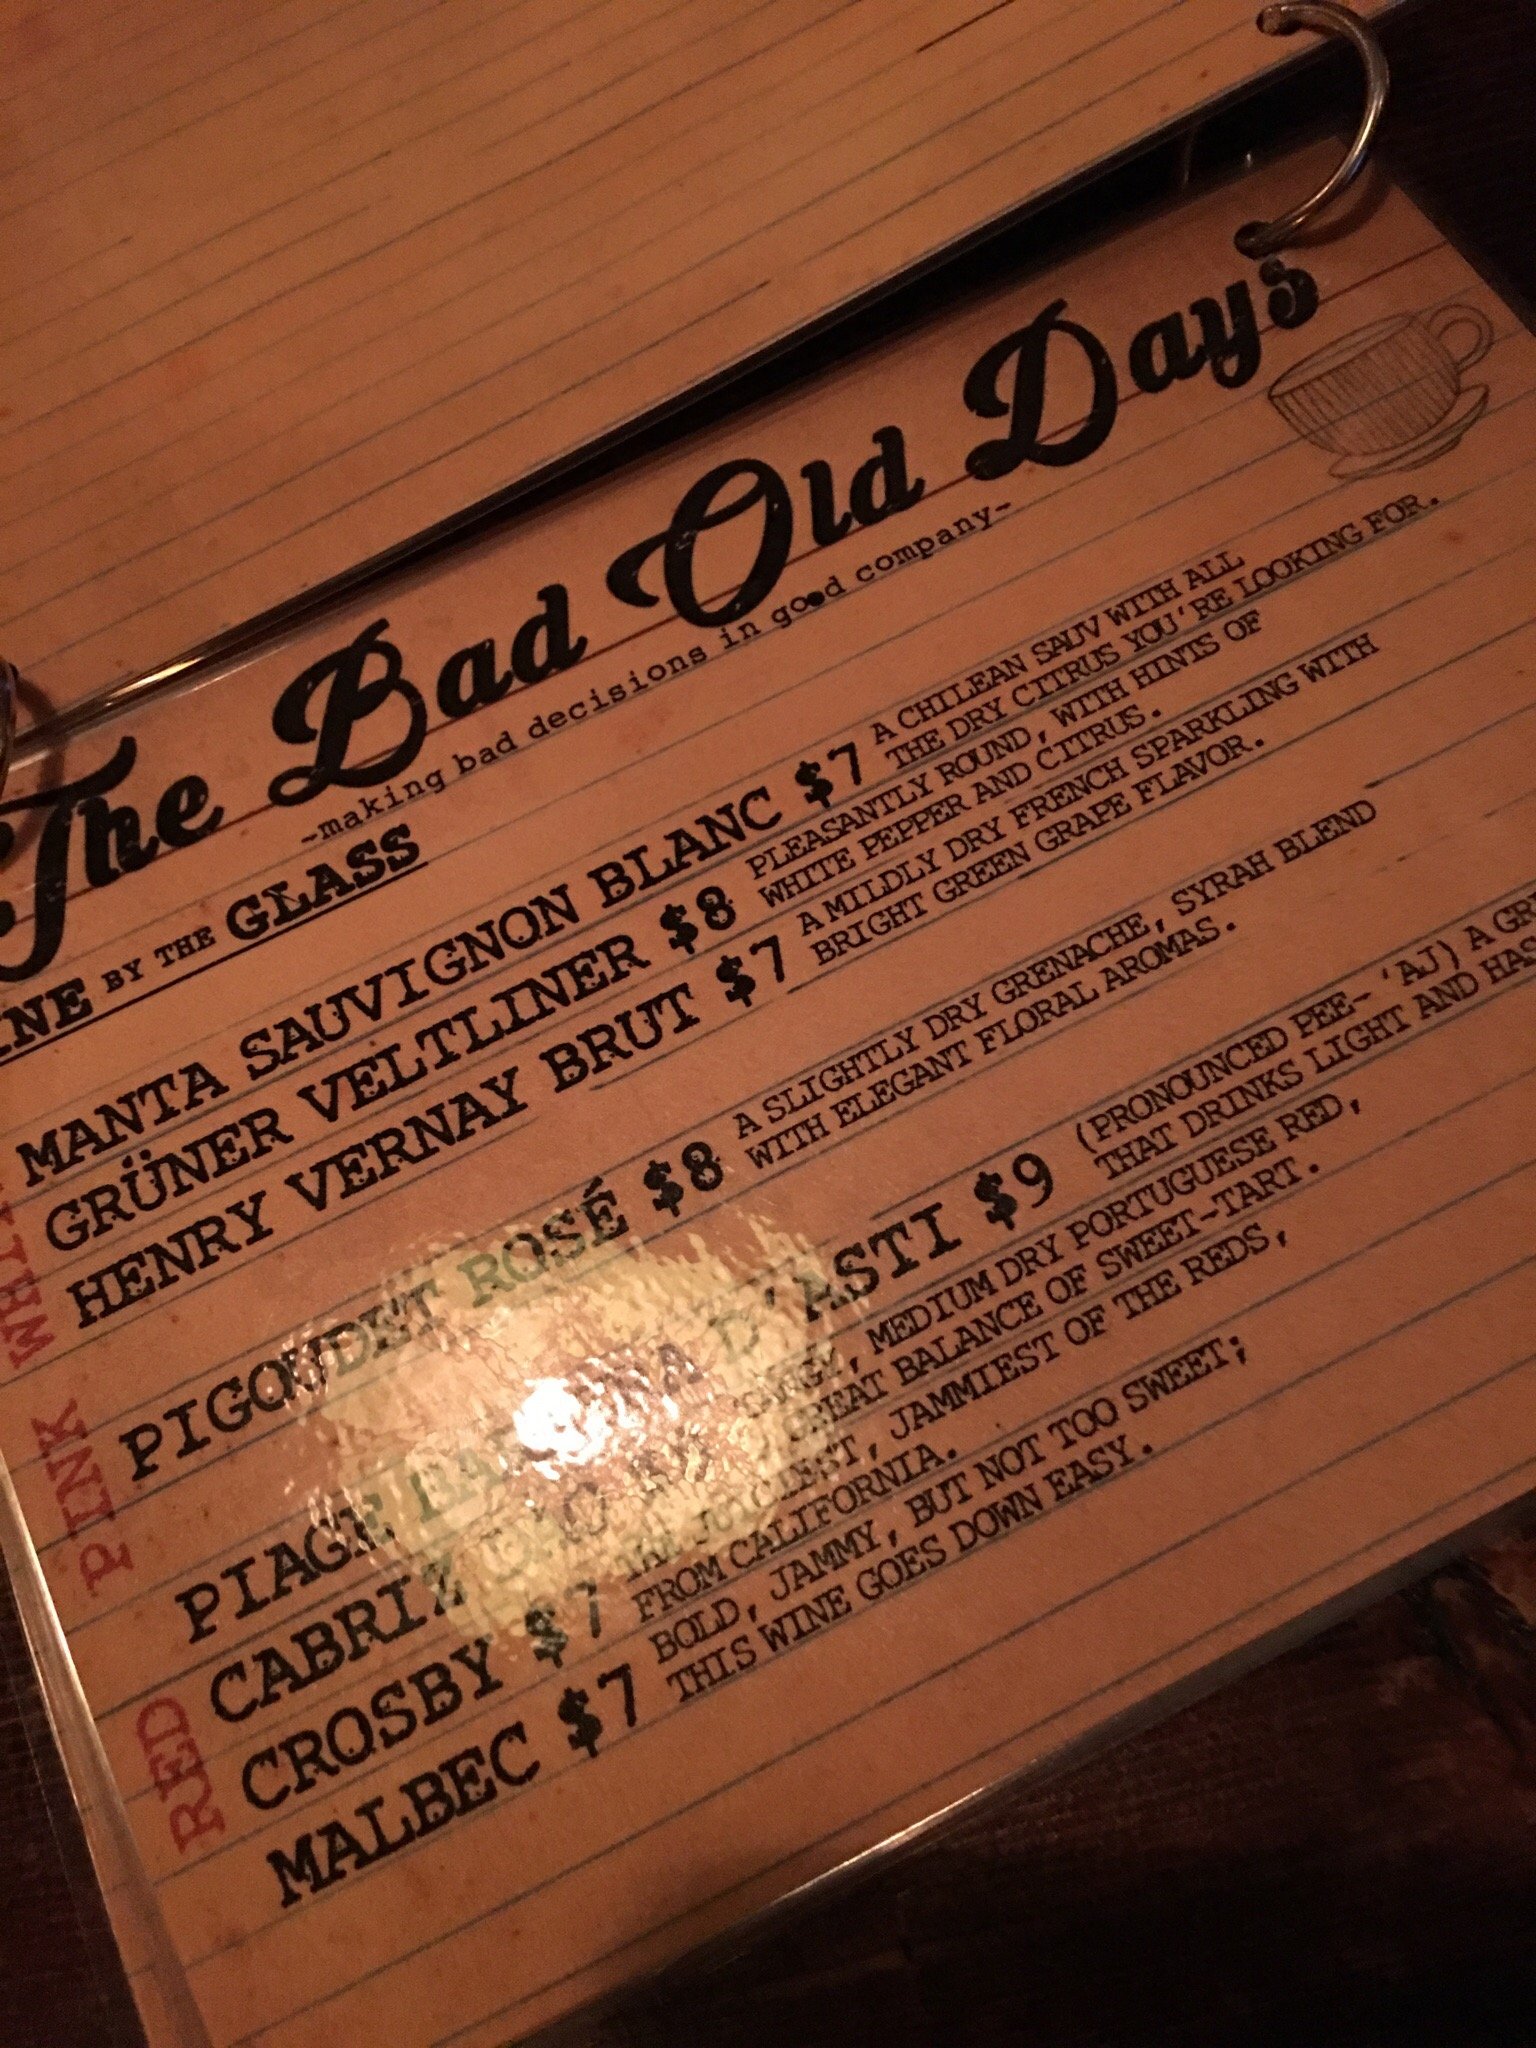 The Bad Old Days
-making bad decisions in good company-
BY THE GLASS
MANTA SAUVIGNON BLANC $7 A CHILEAN SAUV WITH ALL
THE DRY CITRUS YOU'RE LOOKING FOR.
GRÜNER VELTLINER $8 PLEASANTLY ROUND, WITH HINTS OF
WHITE PEPPER AND CITRUS.
HENRY VERNAY BRUT $7 A MILDLY DRY FRENCH SPARKLING WITH
BRIGHT GREEN GRAPE FLAVOR.
PINK
PIGOUDET ROSÉ $8 A SLIGHTLY DRY GRENACHE, SYRAH BLEND
WITH ELEGANT FLORAL AROMAS.
RED
PIAGE D'ASTI $9 (PRONOUNCED PEE-'AJ) A
THAT DRINKS LIGHT AND HAS
CABRIZ MEDIUM DRY PORTUGUESE RED,
GREAT BALANCE OF SWEET-TART.
CROSBY $7 THE JUICIEST, JAMMIEST OF THE REDS,
FROM CALIFORNIA.
MALBEC $7 BOLD, JAMMY, BUT NOT TOO SWEET;
THIS WINE GOES DOWN EASY.